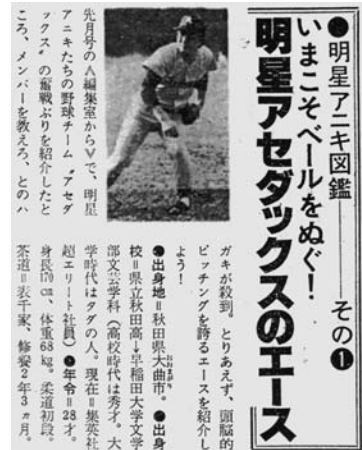 ●明星アニキ図鑑――その❶
いまこそベールをぬぐ!
明星アセダックスのエース
先月号の〈編集室から〉で、明星
アニキたちの野球チーム〝アセダ
ックス〟の奮戦ぶりを紹介したと
ころ、メンバーを教えろ、とのハ
ガキが殺到。とりあえず、頭脳的
ピッチングを誇るエースを紹介し
よう!
●出身地=秋田県大曲市。●出身
校=県立秋田高→早稲田大学文学
部文芸学科(高校時代は秀才。大
学時代はタダの人。現在=集英社
超エリート社員)●年令=28才。
身長170㎝、体重68㎏。柔道初段。
茶道=表千家、修養2年3ヵ月。